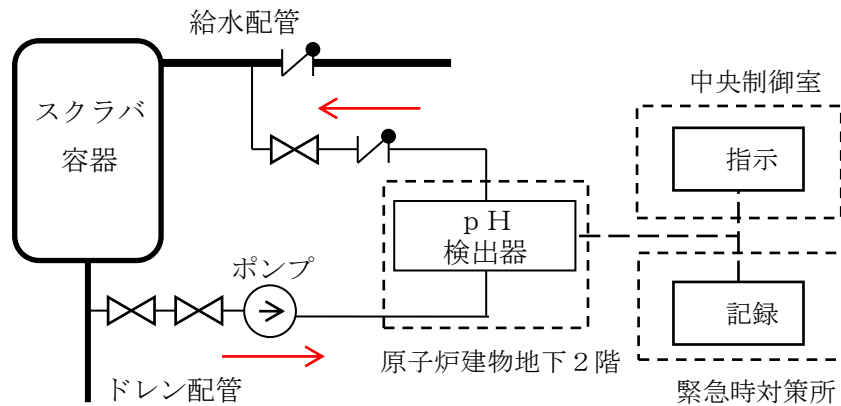 給水配管
スクラバ
容器
中央制御室
指示
pH
検出器
ポンプ
記録
原子炉建物地下2階
ドレン配管
緊急時対策所